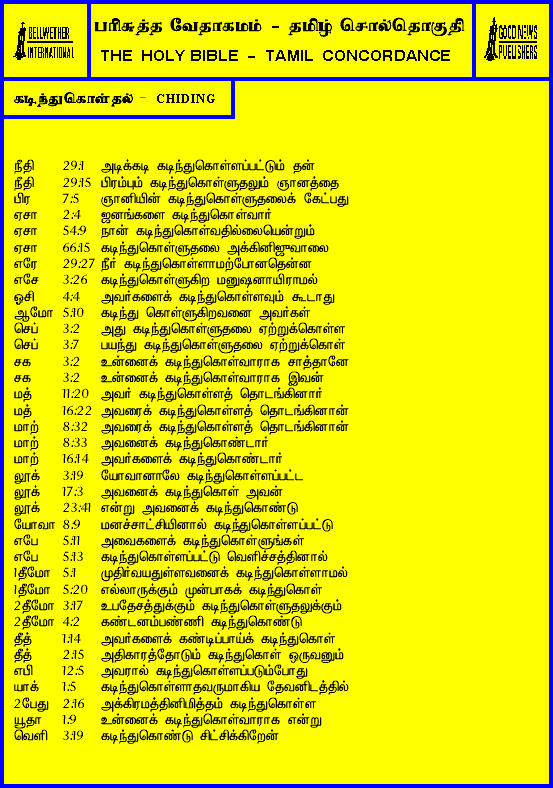 BELLWETHER
INTERNATIONAL
பரிசுத்த வேதாகமம் - தமிழ் சொல்தொகுதி
THE HOLY BIBLE - TAMIL CONCORDANCE
GOOD NEWS
PUBLISHERS
கடிந்துகொள்தல் - CHIDING
நீதி 29:1 அடிக்கடி கடிந்துகொள்ளப்பட்டும் தன்
நீதி 29:15 பிரம்பும் கடிந்துகொள்ளுதலும் ஞானத்தை
பிர 7:5 ஞானியின் கடிந்துகொள்ளுதலைக் கேட்பது
ஏசா 2:4 ஜனங்களை கடிந்துகொள்வார்
ஏசா 54:9 நான் கடிந்துகொள்வதில்லையென்றும்
ஏசா 66:15 கடிந்துகொள்ளுதலை அக்கினிஜுவாலை
எரே 29:27 நீர் கடிந்துகொள்ளாமற்போனதென்ன
எசே 3:26 கடிந்துகொள்ளுகிற மனுஷனாயிராமல்
ஓசி 4:4 அவர்களைக் கடிந்துகொள்ளவும் கூடாது
ஆமோ 5:10 கடிந்து கொள்ளுகிறவனை அவர்கள்
செப் 3:2 அது கடிந்துகொள்ளுதலை ஏற்றுக்கொள்ள
செப் 3:7 பயந்து கடிந்துகொள்ளுதலை ஏற்றுக்கொள்
சக 3:2 உன்னைக் கடிந்துகொள்வாராக சாத்தானே
சக 3:2 உன்னைக் கடிந்துகொள்வாராக இவன்
மத் 11:20 அவர் கடிந்துகொள்ளத் தொடங்கினார்
மத் 16:22 அவரைக் கடிந்துகொள்ளத் தொடங்கினான்
மாற் 8:32 அவரைக் கடிந்துகொள்ளத் தொடங்கினான்
மாற் 8:33 அவனைக் கடிந்துகொண்டார்
மாற் 16:14 அவர்களைக் கடிந்துகொண்டார்
லூக் 3:19 யோவானாலே கடிந்துகொள்ளப்பட்ட
லூக் 17:3 அவனைக் கடிந்துகொள் அவன்
லூக் 23:41 என்று அவனைக் கடிந்துகொண்டு
யோவா 8:9 மனச்சாட்சியினால் கடிந்துகொள்ளப்பட்டு
எபே 5:11 அவைகளைக் கடிந்துகொள்ளுங்கள்
எபே 5:13 கடிந்துகொள்ளப்பட்டு வெளிச்சத்தினால்
1தீமோ 5:1 முதிர்வயதுள்ளவனைக் கடிந்துகொள்ளாமல்
1தீமோ 5:20 எல்லாருக்கும் முன்பாகக் கடிந்துகொள்
2தீமோ 3:17 உபதேசத்துக்கும் கடிந்துகொள்ளுதலுக்கும்
2தீமோ 4:2 கண்டனம்பண்ணி கடிந்துகொண்டு
தீத் 1:14 அவர்களைக் கண்டிப்பாய்க் கடிந்துகொள்
தீத் 2:15 அதிகாரத்தோடும் கடிந்துகொள் ஒருவனும்
எபி 12:5 அவரால் கடிந்துகொள்ளப்படும்போது
யாக் 1:5 கடிந்துகொள்ளாதவருமாகிய தேவனிடத்தில்
2பேது 2:16 அக்கிரமத்தினிமித்தம் கடிந்துகொள்ள
யூதா 1:9 உன்னைக் கடிந்துகொள்வாராக என்று
வெளி 3:19 கடிந்துகொண்டு சிட்சிக்கிறேன்